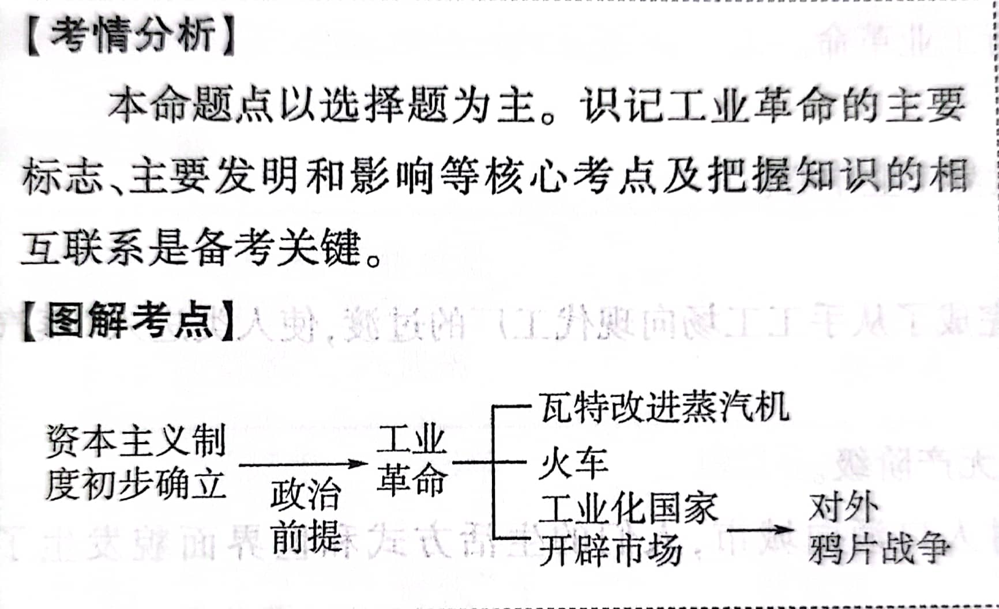 【考情分析】
本命题点以选择题为主。识记工业革命的主要
标志、主要发明和影响等核心考点及把握知识的相
互联系是备考关键。
【图解考点】
资本主义制
度初步确立
政治
前提
工业
革命
瓦特改进蒸汽机
火车
工业化国家
开辟市场
对外
鸦片战争